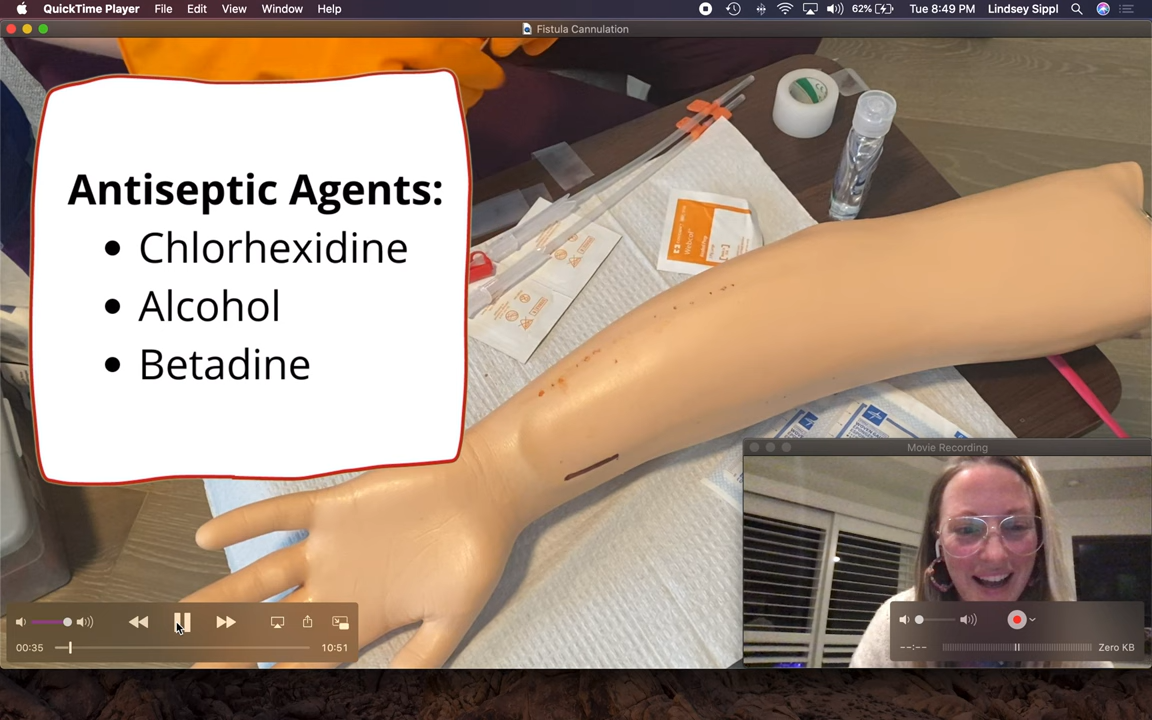 QuickTime Player File Edit View Window Help 62% Tue 8:49 PM Lindsey Sippl
Fistula Cannulation
Antiseptic Agents:
• Chlorhexidine
• Alcohol
• Betadine
Webcol
Movie Recording
00:35 10:51
--:-- Zero KB